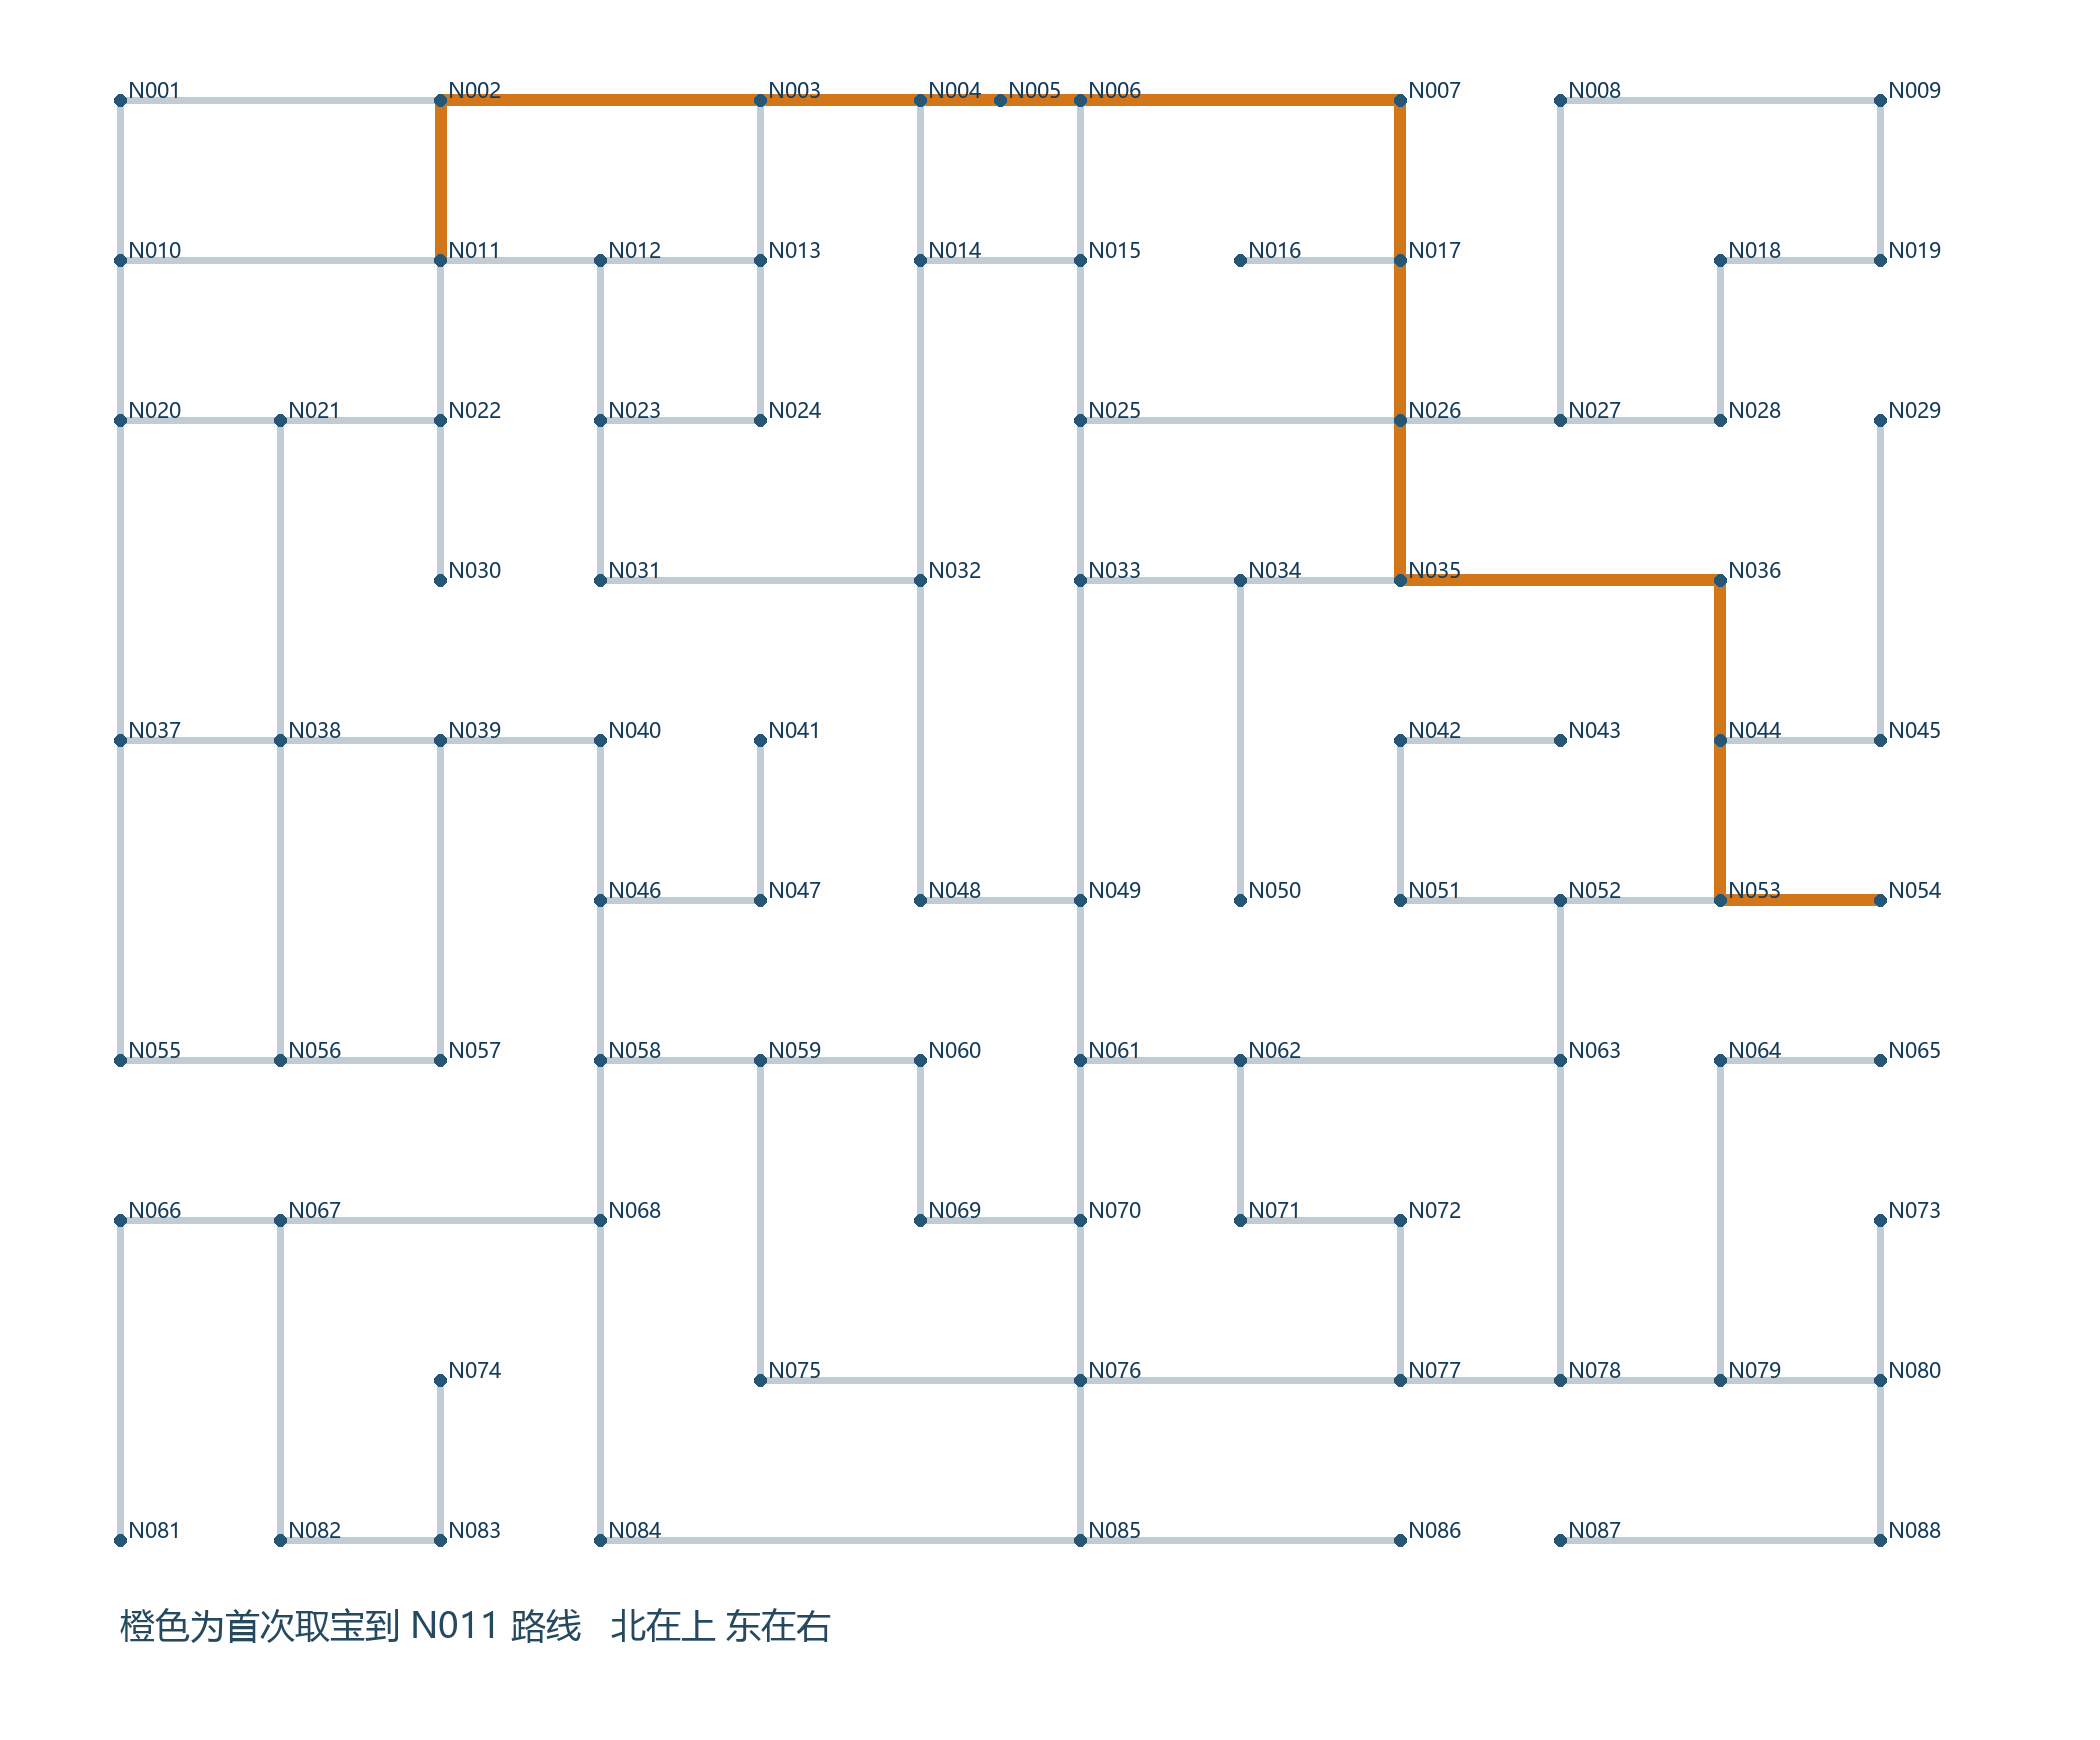 N001 N002 N003 N004 N005 N006 N007 N008 N009
N010 N011 N012 N013 N014 N015 N016 N017 N018 N019
N020 N021 N022 N023 N024 N025 N026 N027 N028 N029
N030 N031 N032 N033 N034 N035 N036
N037 N038 N039 N040 N041 N042 N043 N044 N045
N046 N047 N048 N049 N050 N051 N052 N053 N054
N055 N056 N057 N058 N059 N060 N061 N062 N063 N064 N065
N066 N067 N068 N069 N070 N071 N072 N073
N074 N075 N076 N077 N078 N079 N080
N081 N082 N083 N084 N085 N086 N087 N088
橙色为首次取宝到 N011 路线 北在上 东在右